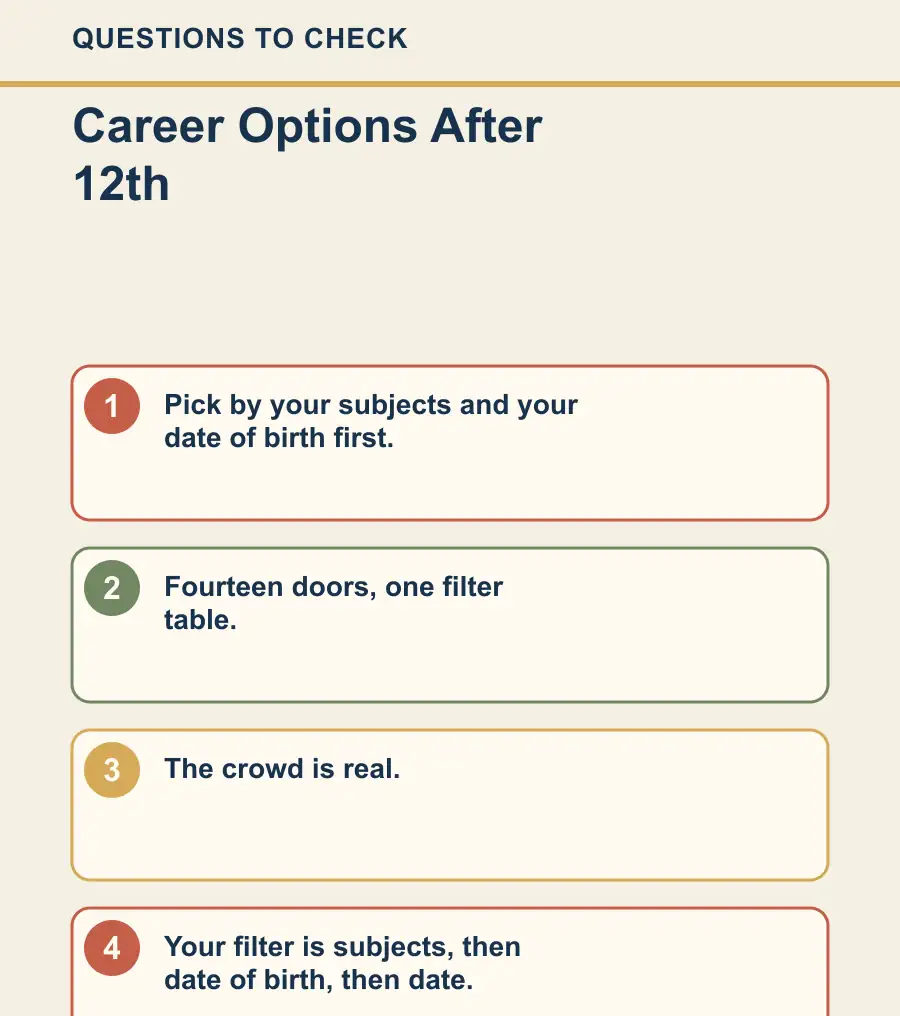 QUESTIONS TO CHECK
Career Options After
12th
1
Pick by your subjects and your
date of birth first.
2
Fourteen doors, one filter
table.
3
The crowd is real.
4
Your filter is subjects, then
date of birth, then date.